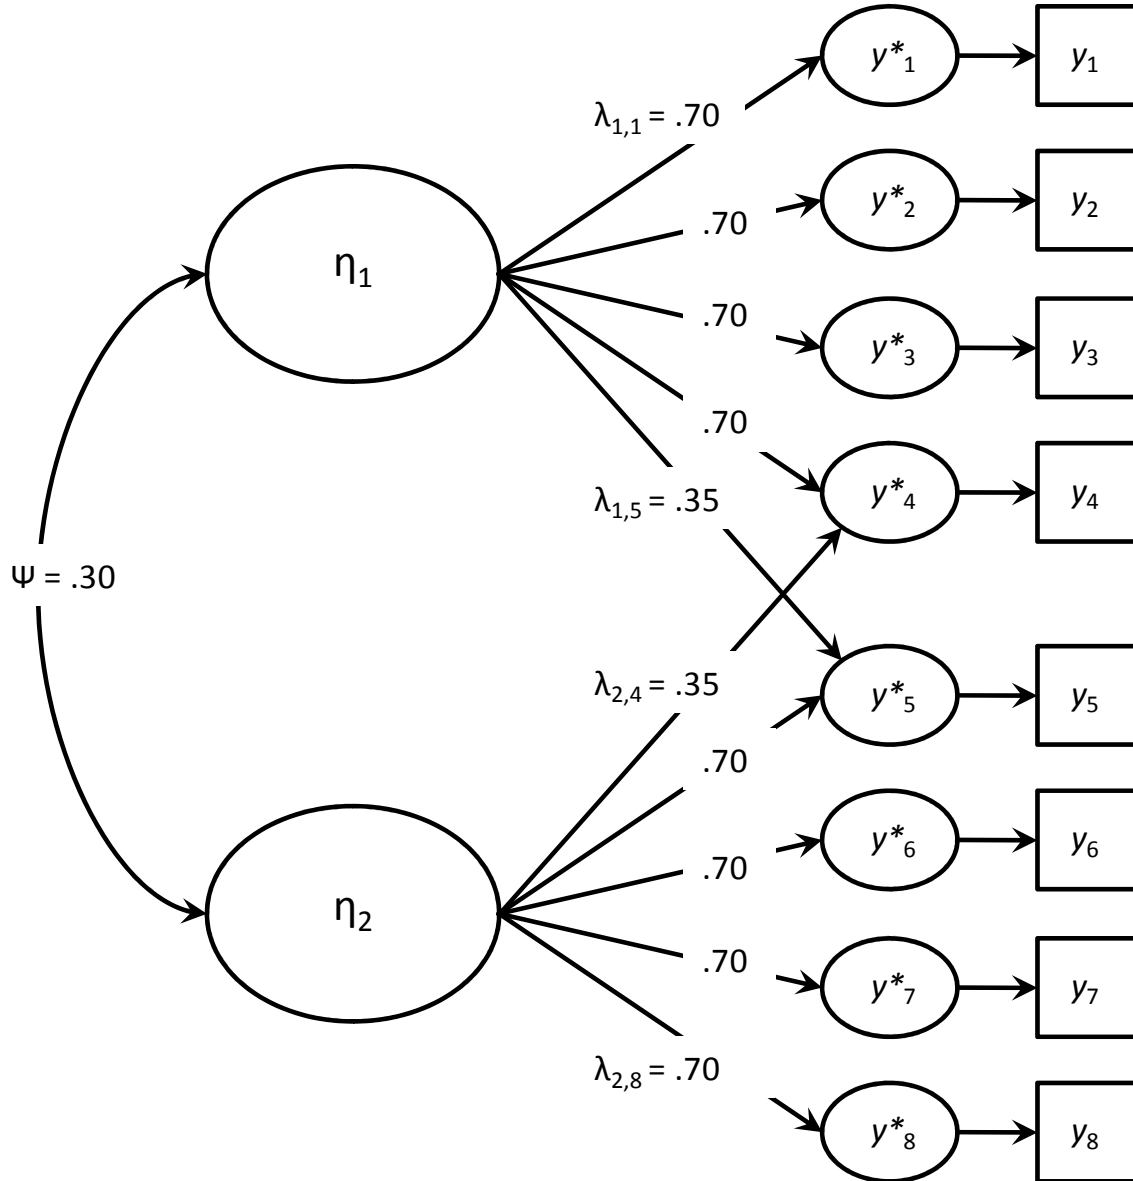 y*₁ y₁
λ₁,₁ = .70
y*₂ y₂
.70
η₁
.70
y*₃ y₃
.70
y*₄ y₄
λ₁,₅ = .35
Ψ = .30
λ₂,₄ = .35
y*₅ y₅
.70
y*₆ y₆
.70
η₂
.70
y*₇ y₇
λ₂,₈ = .70
y*₈ y₈